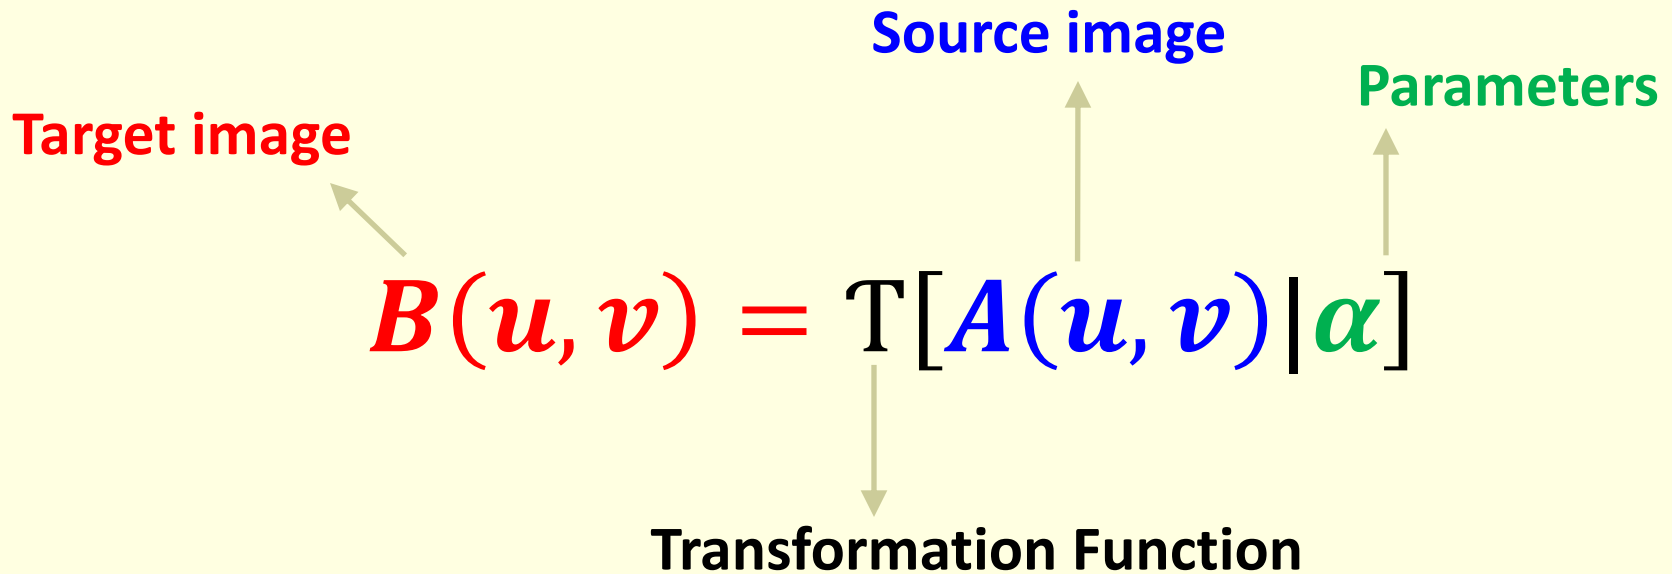 Source image
Parameters
Target image
B(u, v) = T[A(u, v)|α]
Transformation Function